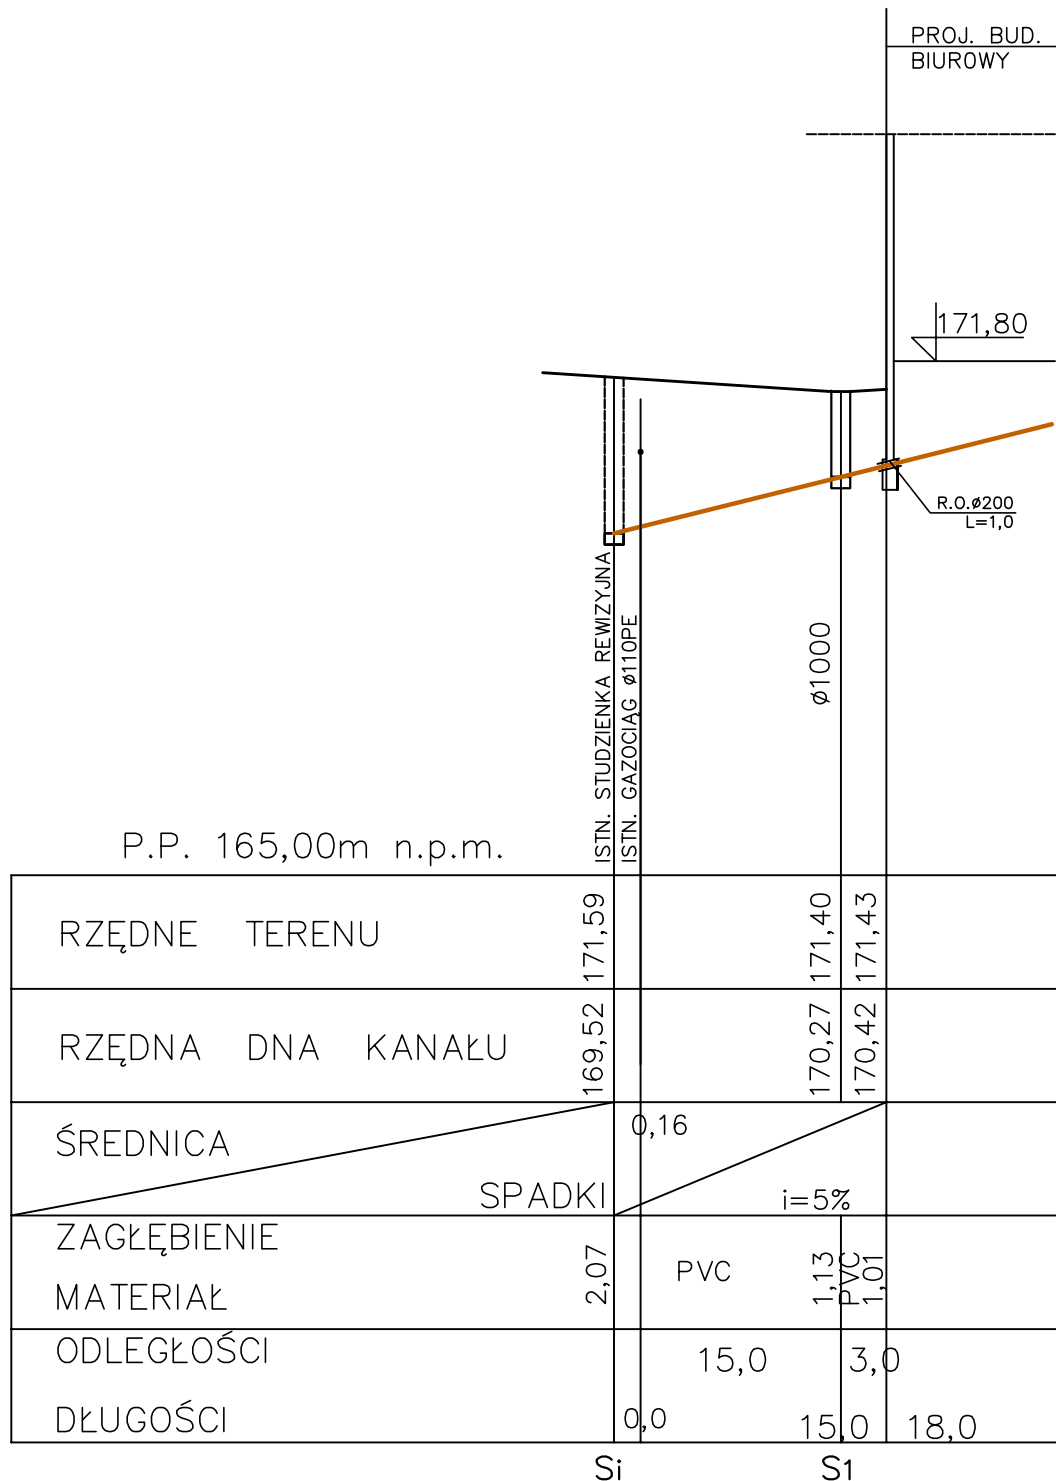 PROJ. BUD.
BIUROWY
171,80
R.O.ø200
L=1,0
ISTN. STUDZIENKA REWIZYJNA
ISTN. GAZOCIĄG ø110PE
ø1000
P.P. 165,00m n.p.m.
RZĘDNE TERENU 171,59 171,40 171,43
RZĘDNA DNA KANAŁU 169,52 170,27 170,42
ŚREDNICA 0,16
SPADKI i=5%
ZAGŁĘBIENIE 2,07 1,13 1,01
MATERIAŁ PVC PVC
ODLEGŁOŚCI 15,0 3,0
DŁUGOŚCI 0,0 15,0 18,0
Si S1